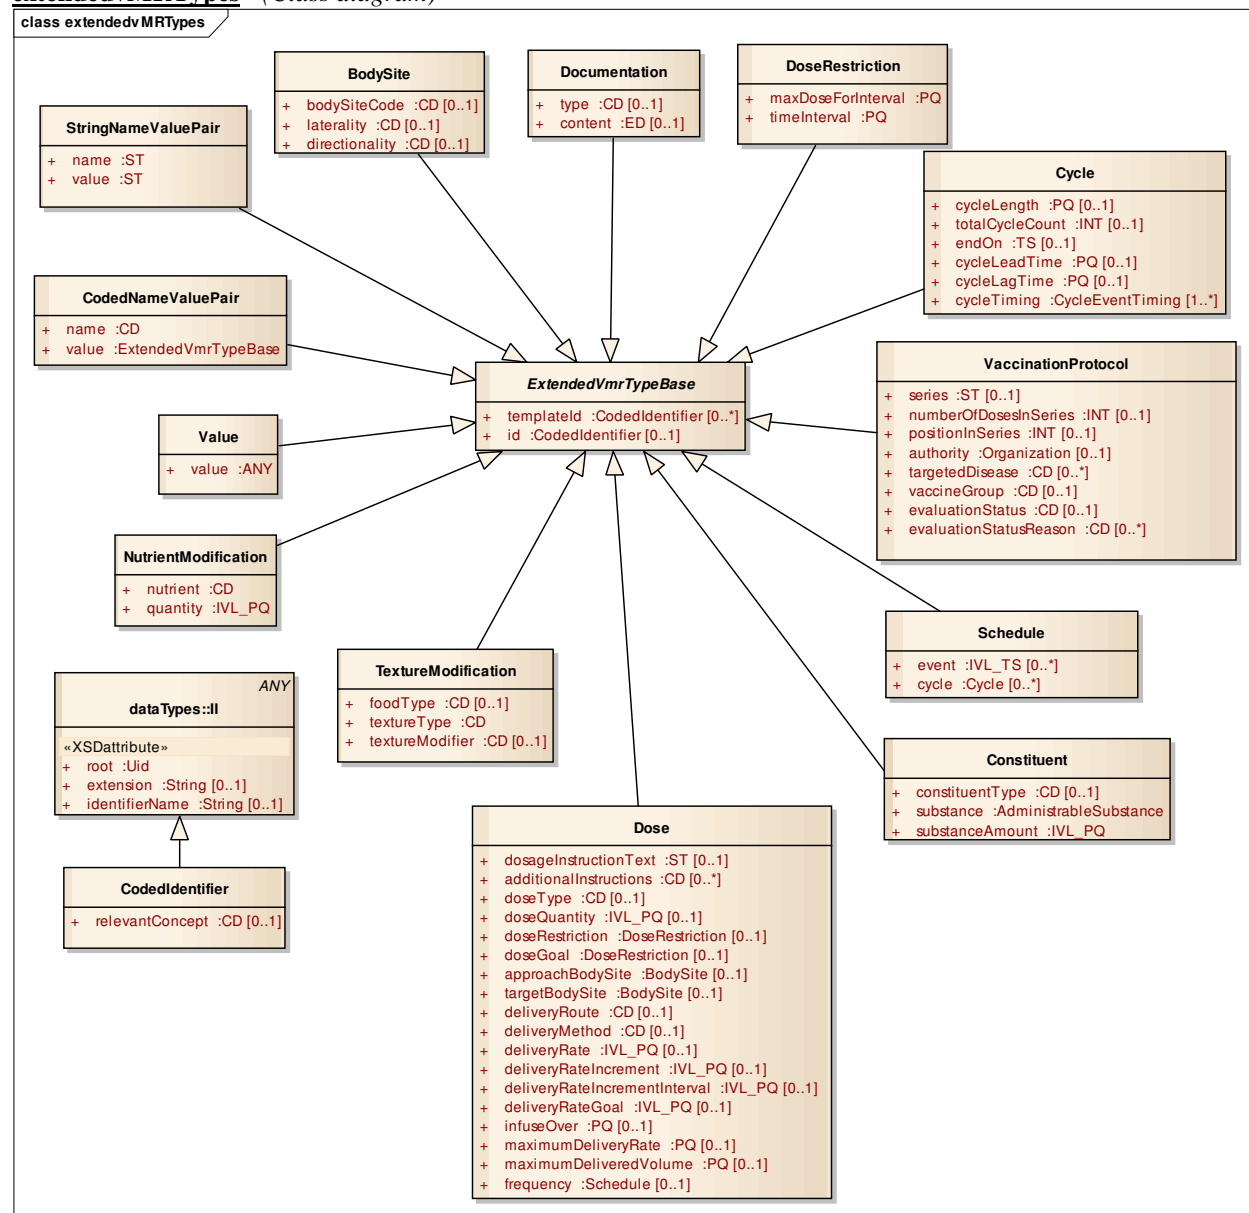 extendedvMRTypes (Class diagram)
class extendedvMRTypes
BodySite
+ bodySiteCode :CD [0..1]
+ laterality :CD [0..1]
+ directionality :CD [0..1]
Documentation
+ type :CD [0..1]
+ content :ED [0..1]
DoseRestriction
+ maxDoseForInterval :PQ
+ timeInterval :PQ
StringNameValuePair
+ name :ST
+ value :ST
Cycle
+ cycleLength :PQ [0..1]
+ totalCycleCount :INT [0..1]
+ endOn :TS [0..1]
+ cycleLeadTime :PQ [0..1]
+ cycleLagTime :PQ [0..1]
+ cycleTiming :CycleEventTiming [1..*]
CodedNameValuePair
+ name :CD
+ value :ExtendedVmrTypeBase
ExtendedVmrTypeBase
+ templateId :CodedIdentifier [0..*]
+ id :CodedIdentifier [0..1]
VaccinationProtocol
+ series :ST [0..1]
+ numberOfDosesInSeries :INT [0..1]
+ positionInSeries :INT [0..1]
+ authority :Organization [0..1]
+ targetedDisease :CD [0..*]
+ vaccineGroup :CD [0..1]
+ evaluationStatus :CD [0..1]
+ evaluationStatusReason :CD [0..*]
Value
+ value :ANY
NutrientModification
+ nutrient :CD
+ quantity :IVL_PQ
Schedule
+ event :IVL_TS [0..*]
+ cycle :Cycle [0..*]
TextureModification
+ foodType :CD [0..1]
+ textureType :CD
+ textureModifier :CD [0..1]
ANY
dataTypes::II
«XSDattribute»
+ root :Uid
+ extension :String [0..1]
+ identifierName :String [0..1]
Constituent
+ constituentType :CD [0..1]
+ substance :AdministrableSubstance
+ substanceAmount :IVL_PQ
CodedIdentifier
+ relevantConcept :CD [0..1]
Dose
+ dosageInstructionText :ST [0..1]
+ additionalInstructions :CD [0..*]
+ doseType :CD [0..1]
+ doseQuantity :IVL_PQ [0..1]
+ doseRestriction :DoseRestriction [0..1]
+ doseGoal :DoseRestriction [0..1]
+ approachBodySite :BodySite [0..1]
+ targetBodySite :BodySite [0..1]
+ deliveryRoute :CD [0..1]
+ deliveryMethod :CD [0..1]
+ deliveryRate :IVL_PQ [0..1]
+ deliveryRateIncrement :IVL_PQ [0..1]
+ deliveryRateIncrementInterval :IVL_PQ [0..1]
+ deliveryRateGoal :IVL_PQ [0..1]
+ infuseOver :PQ [0..1]
+ maximumDeliveryRate :PQ [0..1]
+ maximumDeliveredVolume :PQ [0..1]
+ frequency :Schedule [0..1]